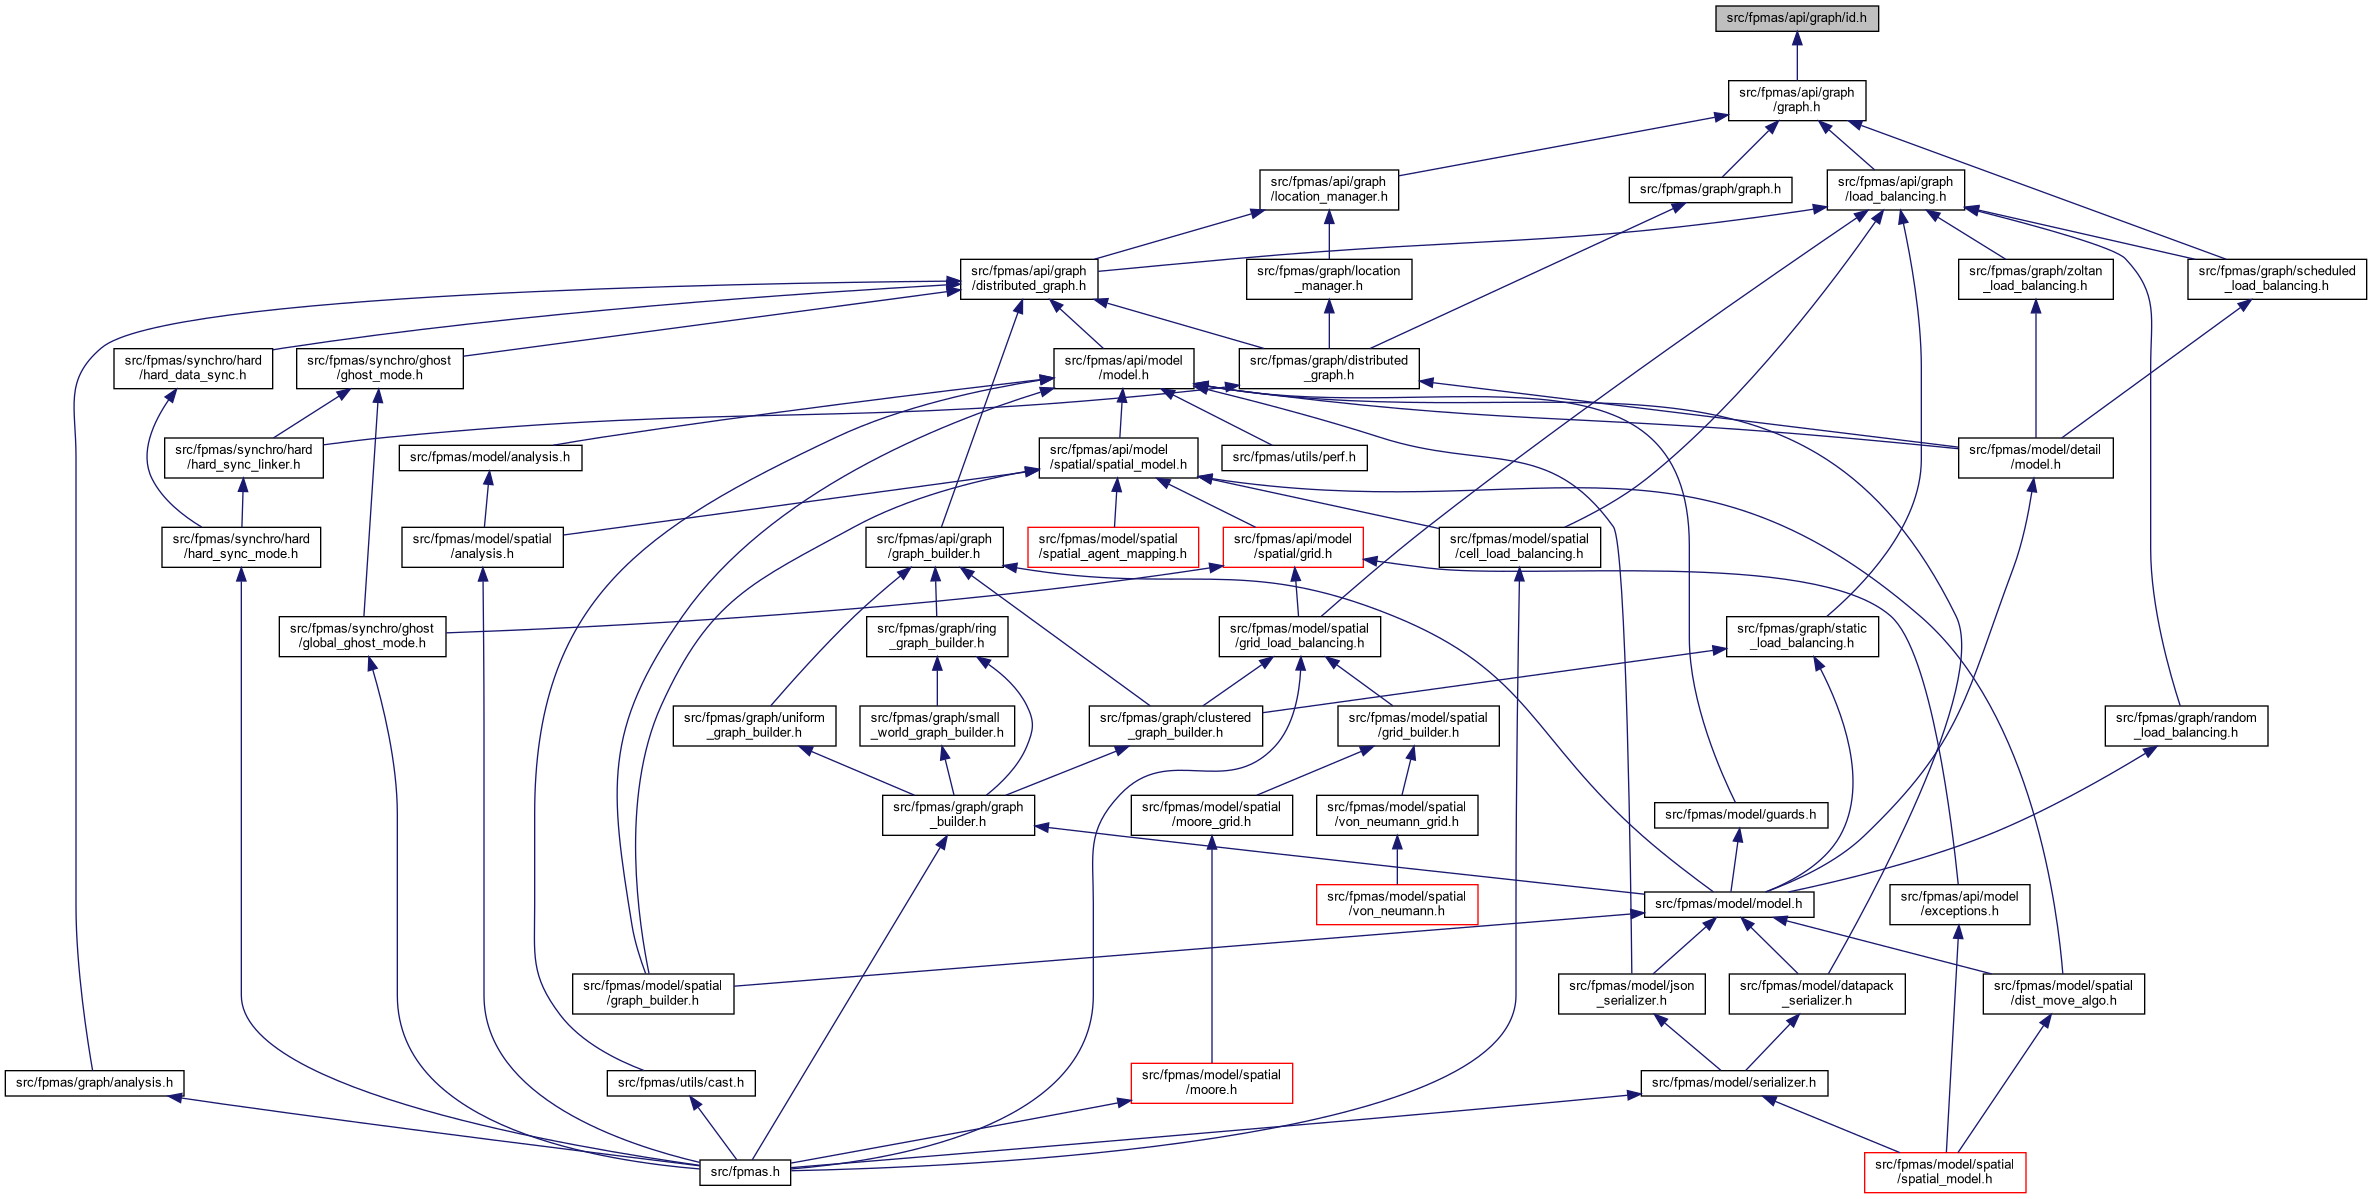 src/fpmas/api/graph/id.h
src/fpmas/api/graph
/graph.h
src/fpmas/api/graph
/location_manager.h
src/fpmas/graph/graph.h
src/fpmas/api/graph
/load_balancing.h
src/fpmas/api/graph
/distributed_graph.h
src/fpmas/graph/location
_manager.h
src/fpmas/graph/zoltan
_load_balancing.h
src/fpmas/graph/scheduled
_load_balancing.h
src/fpmas/synchro/hard
/hard_data_sync.h
src/fpmas/synchro/ghost
/ghost_mode.h
src/fpmas/api/model
/model.h
src/fpmas/graph/distributed
_graph.h
src/fpmas/synchro/hard
/hard_sync_linker.h
src/fpmas/model/analysis.h
src/fpmas/api/model
/spatial/spatial_model.h
src/fpmas/utils/perf.h
src/fpmas/model/detail
/model.h
src/fpmas/synchro/hard
/hard_sync_mode.h
src/fpmas/model/spatial
/analysis.h
src/fpmas/api/graph
/graph_builder.h
src/fpmas/model/spatial
/spatial_agent_mapping.h
src/fpmas/api/model
/spatial/grid.h
src/fpmas/model/spatial
/cell_load_balancing.h
src/fpmas/synchro/ghost
/global_ghost_mode.h
src/fpmas/graph/ring
_graph_builder.h
src/fpmas/model/spatial
/grid_load_balancing.h
src/fpmas/graph/static
_load_balancing.h
src/fpmas/graph/uniform
_graph_builder.h
src/fpmas/graph/small
_world_graph_builder.h
src/fpmas/graph/clustered
_graph_builder.h
src/fpmas/model/spatial
/grid_builder.h
src/fpmas/graph/random
_load_balancing.h
src/fpmas/graph/graph
_builder.h
src/fpmas/model/spatial
/moore_grid.h
src/fpmas/model/spatial
/von_neumann_grid.h
src/fpmas/model/guards.h
src/fpmas/model/spatial
/von_neumann.h
src/fpmas/model/model.h
src/fpmas/api/model
/exceptions.h
src/fpmas/model/spatial
/graph_builder.h
src/fpmas/model/json
_serializer.h
src/fpmas/model/datapack
_serializer.h
src/fpmas/model/spatial
/dist_move_algo.h
src/fpmas/graph/analysis.h
src/fpmas/utils/cast.h
src/fpmas/model/spatial
/moore.h
src/fpmas/model/serializer.h
src/fpmas.h
src/fpmas/model/spatial
/spatial_model.h